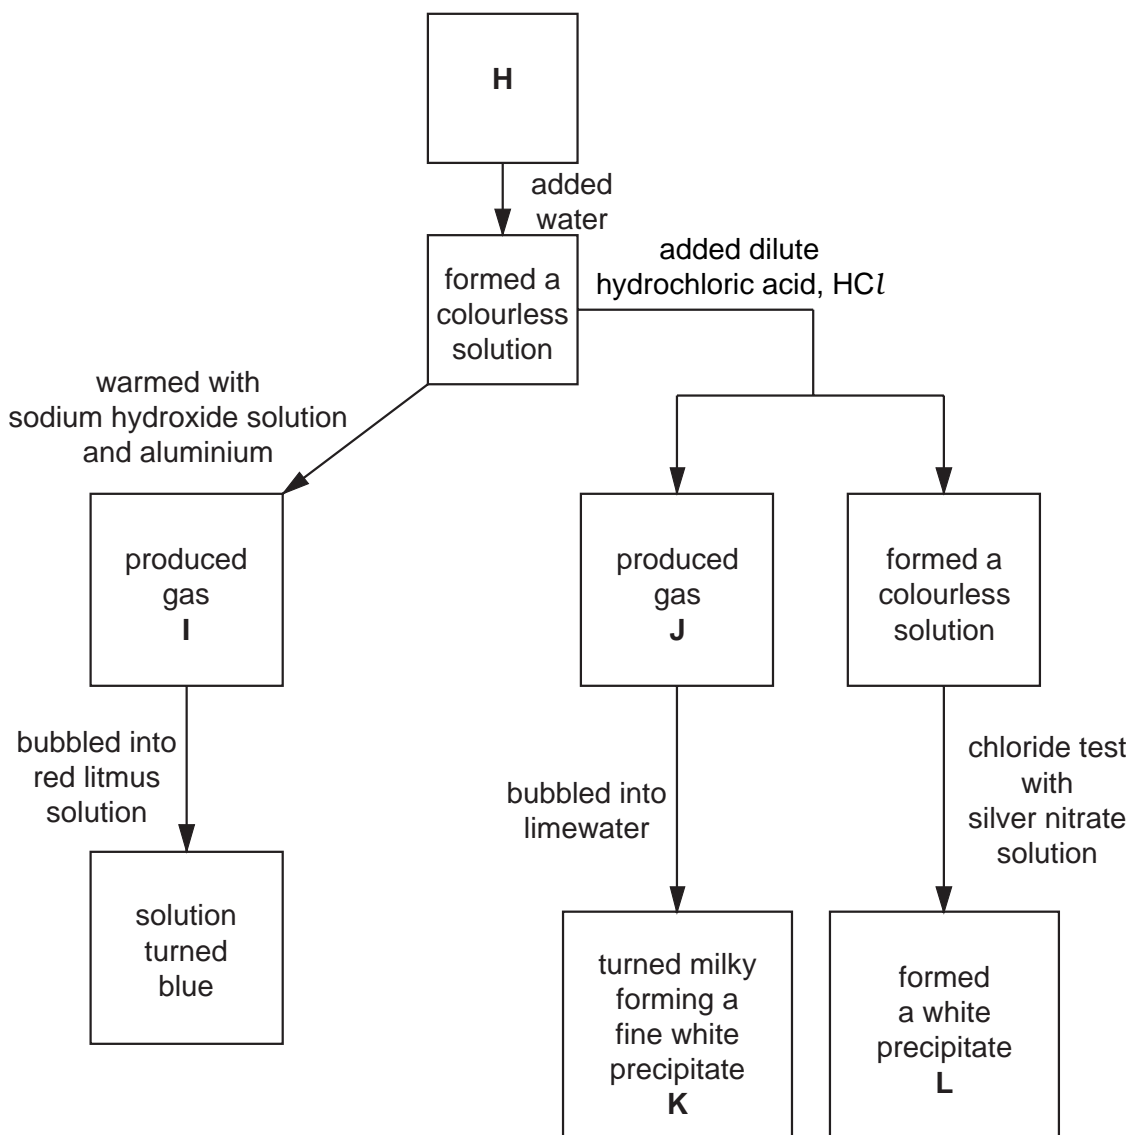 H
added
water
formed a
colourless
solution
added dilute
hydrochloric acid, HCl
warmed with
sodium hydroxide solution
and aluminium
produced
gas
I
produced
gas
J
formed a
colourless
solution
bubbled into
red litmus
solution
bubbled into
limewater
chloride test
with
silver nitrate
solution
solution
turned
blue
turned milky
forming a
fine white
precipitate
K
formed
a white
precipitate
L